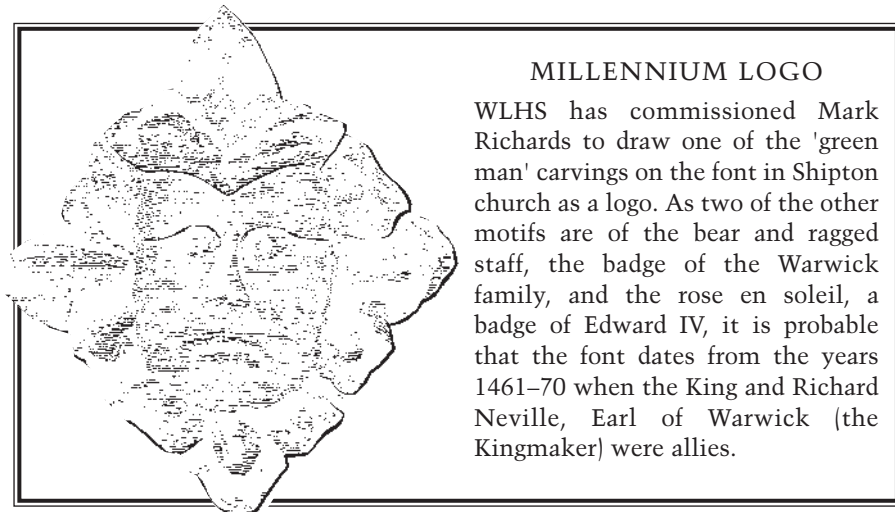 MILLENNIUM LOGO
WLHS has commissioned Mark
Richards to draw one of the 'green
man' carvings on the font in Shipton
church as a logo. As two of the other
motifs are of the bear and ragged
staff, the badge of the Warwick
family, and the rose en soleil, a
badge of Edward IV, it is probable
that the font dates from the years
1461–70 when the King and Richard
Neville, Earl of Warwick (the
Kingmaker) were allies.